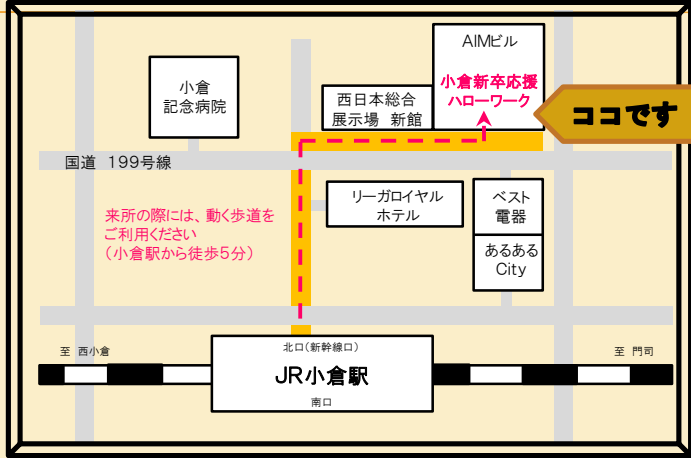 AIMビル
小倉新卒応援
ハローワーク
ココです
小倉
記念病院
西日本総合
展示場 新館
国道 199号線
リーガロイヤル
ホテル
ベスト
電器
あるある
City
来所の際には、動く歩道を
ご利用ください
（小倉駅から徒歩5分）
至 西小倉
北口(新幹線口)
至 門司
JR小倉駅
南口